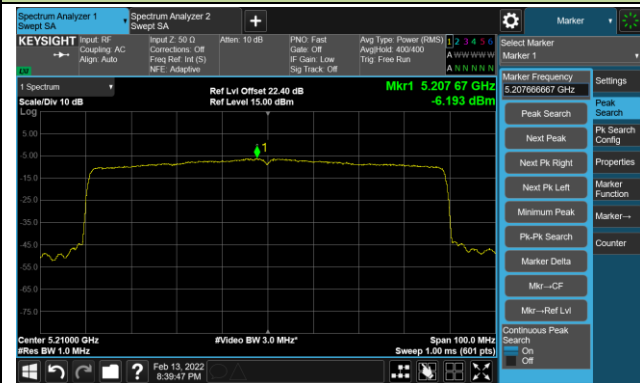 Spectrum Analyzer 1
Swept SA
Spectrum Analyzer 2
Swept SA
+
Marker
KEYSIGHT
Input: RF
Coupling: AC
Align: Auto
Input Z: 50 Ω
Corrections: Off
Freq Ref: Int (S)
NFE: Adaptive
Atten: 10 dB
PNO: Fast
Gate: Off
IF Gain: Low
Sig Track: Off
Avg Type: Power (RMS)
Avg|Hold: 400/400
Trig: Free Run
1 2 3 4 5 6
A W W W W W
A N N N N N
LXI
Select Marker
Marker 1
1 Spectrum
Scale/Div 10 dB
Log
Ref Lvl Offset 22.40 dB
Ref Level 15.00 dBm
Mkr1 5.207 67 GHz
-6.193 dBm
5.00
-5.00
-15.0
-25.0
-35.0
-45.0
-55.0
-65.0
-75.0
1
Center 5.21000 GHz
#Res BW 1.0 MHz
#Video BW 3.0 MHz*
Span 100.0 MHz
Sweep 1.00 ms (601 pts)
Marker Frequency
5.207666667 GHz
Peak Search
Next Peak
Next Pk Right
Next Pk Left
Minimum Peak
Pk-Pk Search
Marker Delta
Mkr→CF
Mkr→Ref Lvl
Continuous Peak
Search
On
Off
Settings
Peak
Search
Pk Search
Config
Properties
Marker
Function
Marker→
Counter
?
Feb 13, 2022
8:39:47 PM